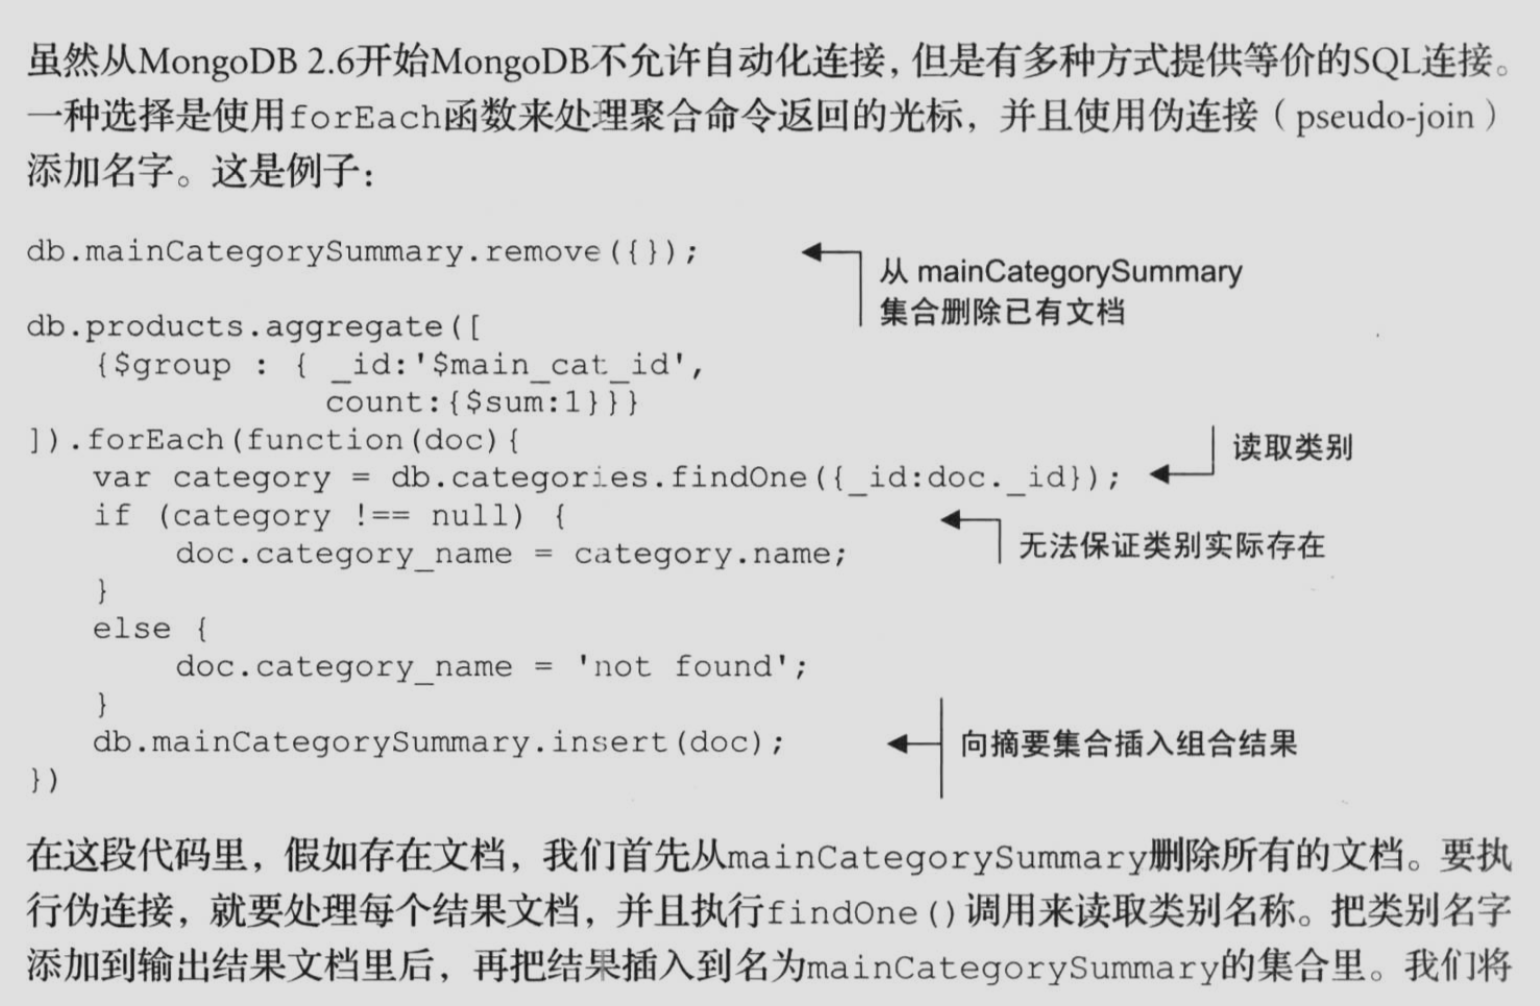 虽然从MongoDB 2.6开始MongoDB不允许自动化连接，但是有多种方式提供等价的SQL连接。
一种选择是使用forEach函数来处理聚合命令返回的光标，并且使用伪连接（pseudo-join）
添加名字。这是例子：
db.mainCategorySummary.remove({});
从 mainCategorySummary
集合删除已有文档
db.products.aggregate([
{$group : { _id:'$main_cat_id',
count:{$sum:1}}}
]).forEach(function(doc){
读取类别
var category = db.categories.findOne({_id:doc._id});
if (category !== null) {
无法保证类别实际存在
doc.category_name = category.name;
}
else {
doc.category_name = 'not found';
}
db.mainCategorySummary.insert(doc);
向摘要集合插入组合结果
})
在这段代码里，假如存在文档，我们首先从mainCategorySummary删除所有的文档。要执
行伪连接，就要处理每个结果文档，并且执行findOne()调用来读取类别名称。把类别名字
添加到输出结果文档里后，再把结果插入到名为mainCategorySummary的集合里。我们将